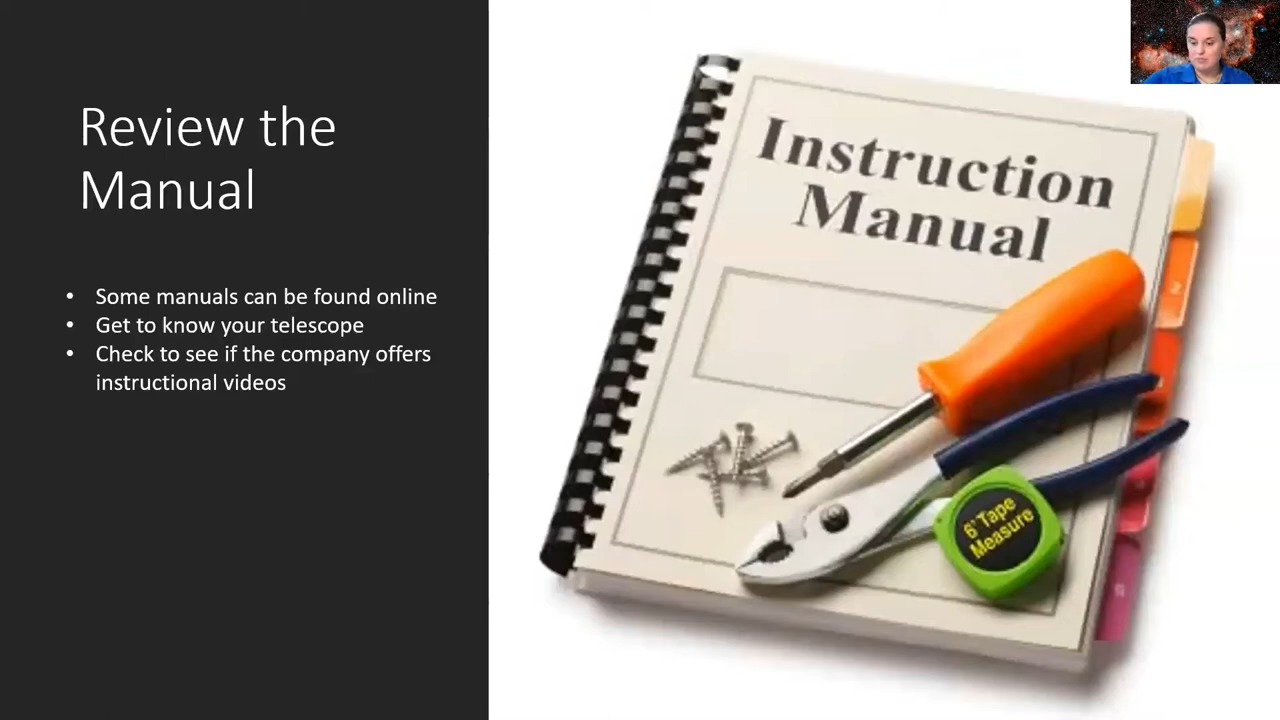 Review the
Manual
• Some manuals can be found online
• Get to know your telescope
• Check to see if the company offers
instructional videos
Instruction
Manual
6' Tape
Measure